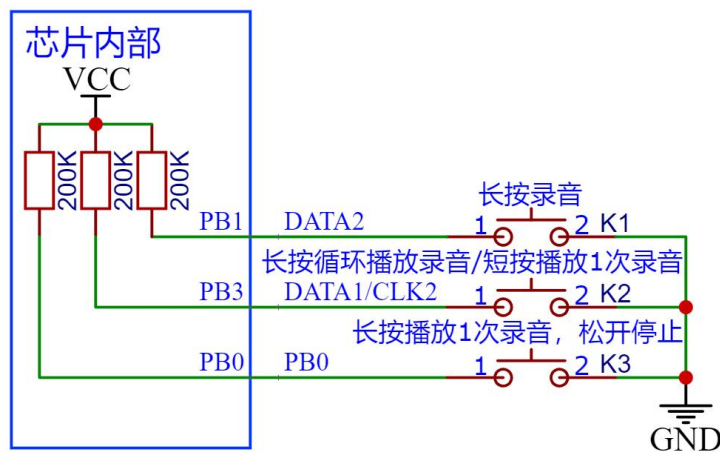 芯片内部
VCC
200K 200K 200K
长按录音
PB1 DATA2 1 2 K1
长按循环播放录音/短按播放1次录音
PB3 DATA1/CLK2 1 2 K2
长按播放1次录音，松开停止
PB0 PB0 1 2 K3
GND